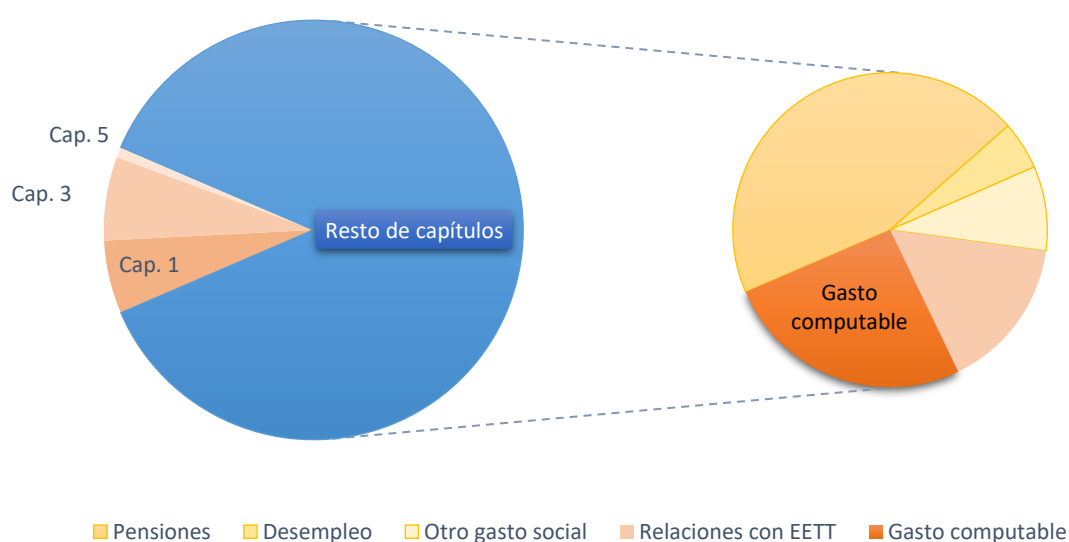 Cap. 5
Cap. 3
Resto de capítulos
Cap. 1
Gasto
computable
Pensiones
Desempleo
Otro gasto social
Relaciones con EETT
Gasto computable